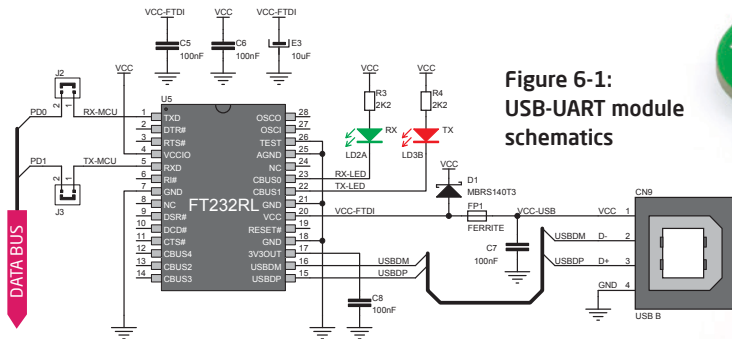 VCC-FTDI
VCC
VCC-FTDI
C5
100nF
C6
100nF
E3
10uF
J2
2
1
VCC
PD0
RX-MCU
PD1
TX-MCU
2
1
J3
DATA BUS
U5
FT232RL
1 TXD
2 DTR#
3 RTS#
4 VCCIO
5 RXD
6 RI#
7 GND
8 NC
9 DSR#
10 DCD#
11 CTS#
12 CBUS4
13 CBUS2
14 CBUS3
OSCO 28
OSCI 27
TEST 26
AGND 25
NC 24
CBUS0 23
CBUS1 22
GND 21
VCC 20
RESET# 19
GND 18
3V3OUT 17
USBDM 16
USBDP 15
VCC
R3
2K2
RX
LD2A
VCC
R4
2K2
TX
LD3B
RX-LED
TX-LED
VCC-FTDI
USBDM
USBDP
C8
100nF
VCC
D1
MBRS140T3
FP1
FERRITE
VCC-USB
C7
100nF
USBDM
USBDP
Figure 6-1:
USB-UART module
schematics
CN9
VCC 1
D- 2
D+ 3
GND 4
USB B